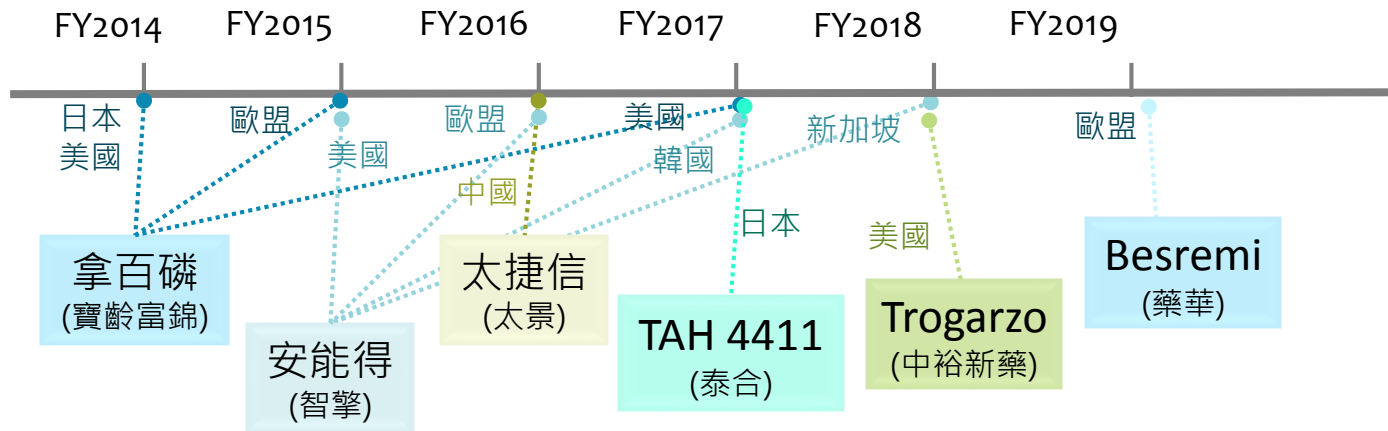 FY2014
FY2015
FY2016
FY2017
FY2018
FY2019
日本
美國
歐盟
美國
歐盟
中國
美國
韓國
日本
新加坡
美國
歐盟
拿百磷
(寶齡富錦)
安能得
(智擎)
太捷信
(太景)
TAH 4411
(泰合)
Trogarzo
(中裕新藥)
Besremi
(藥華)